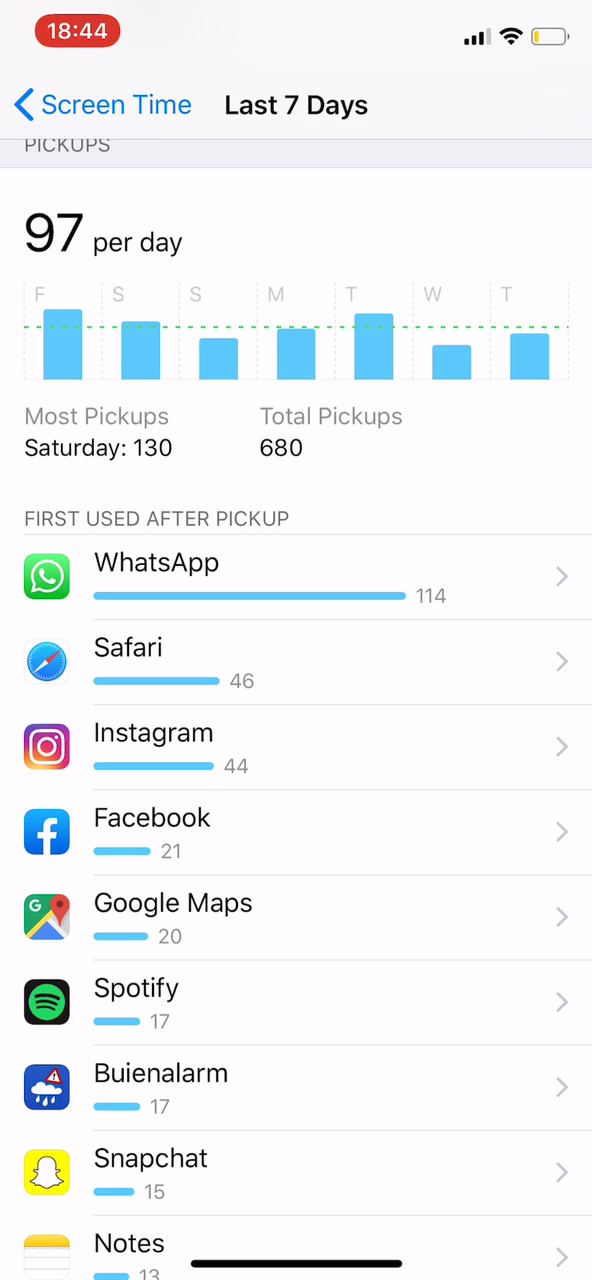 18:44
Screen Time Last 7 Days
PICKUPS
97 per day
F S S M T W T
Most Pickups Total Pickups
Saturday: 130 680
FIRST USED AFTER PICKUP
WhatsApp
114
Safari
46
Instagram
44
Facebook
21
Google Maps
G
20
Spotify
17
Buienalarm
17
Snapchat
15
Notes
13